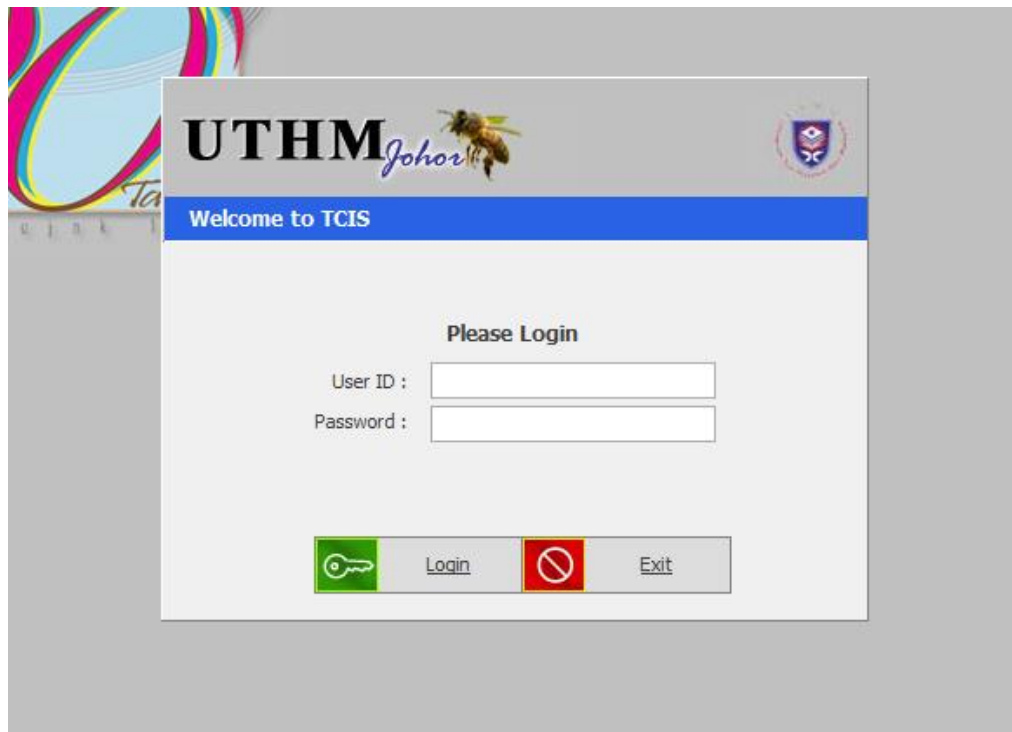 UTHM Johor
Welcome to TCIS
Please Login
User ID :
Password :
Login Exit